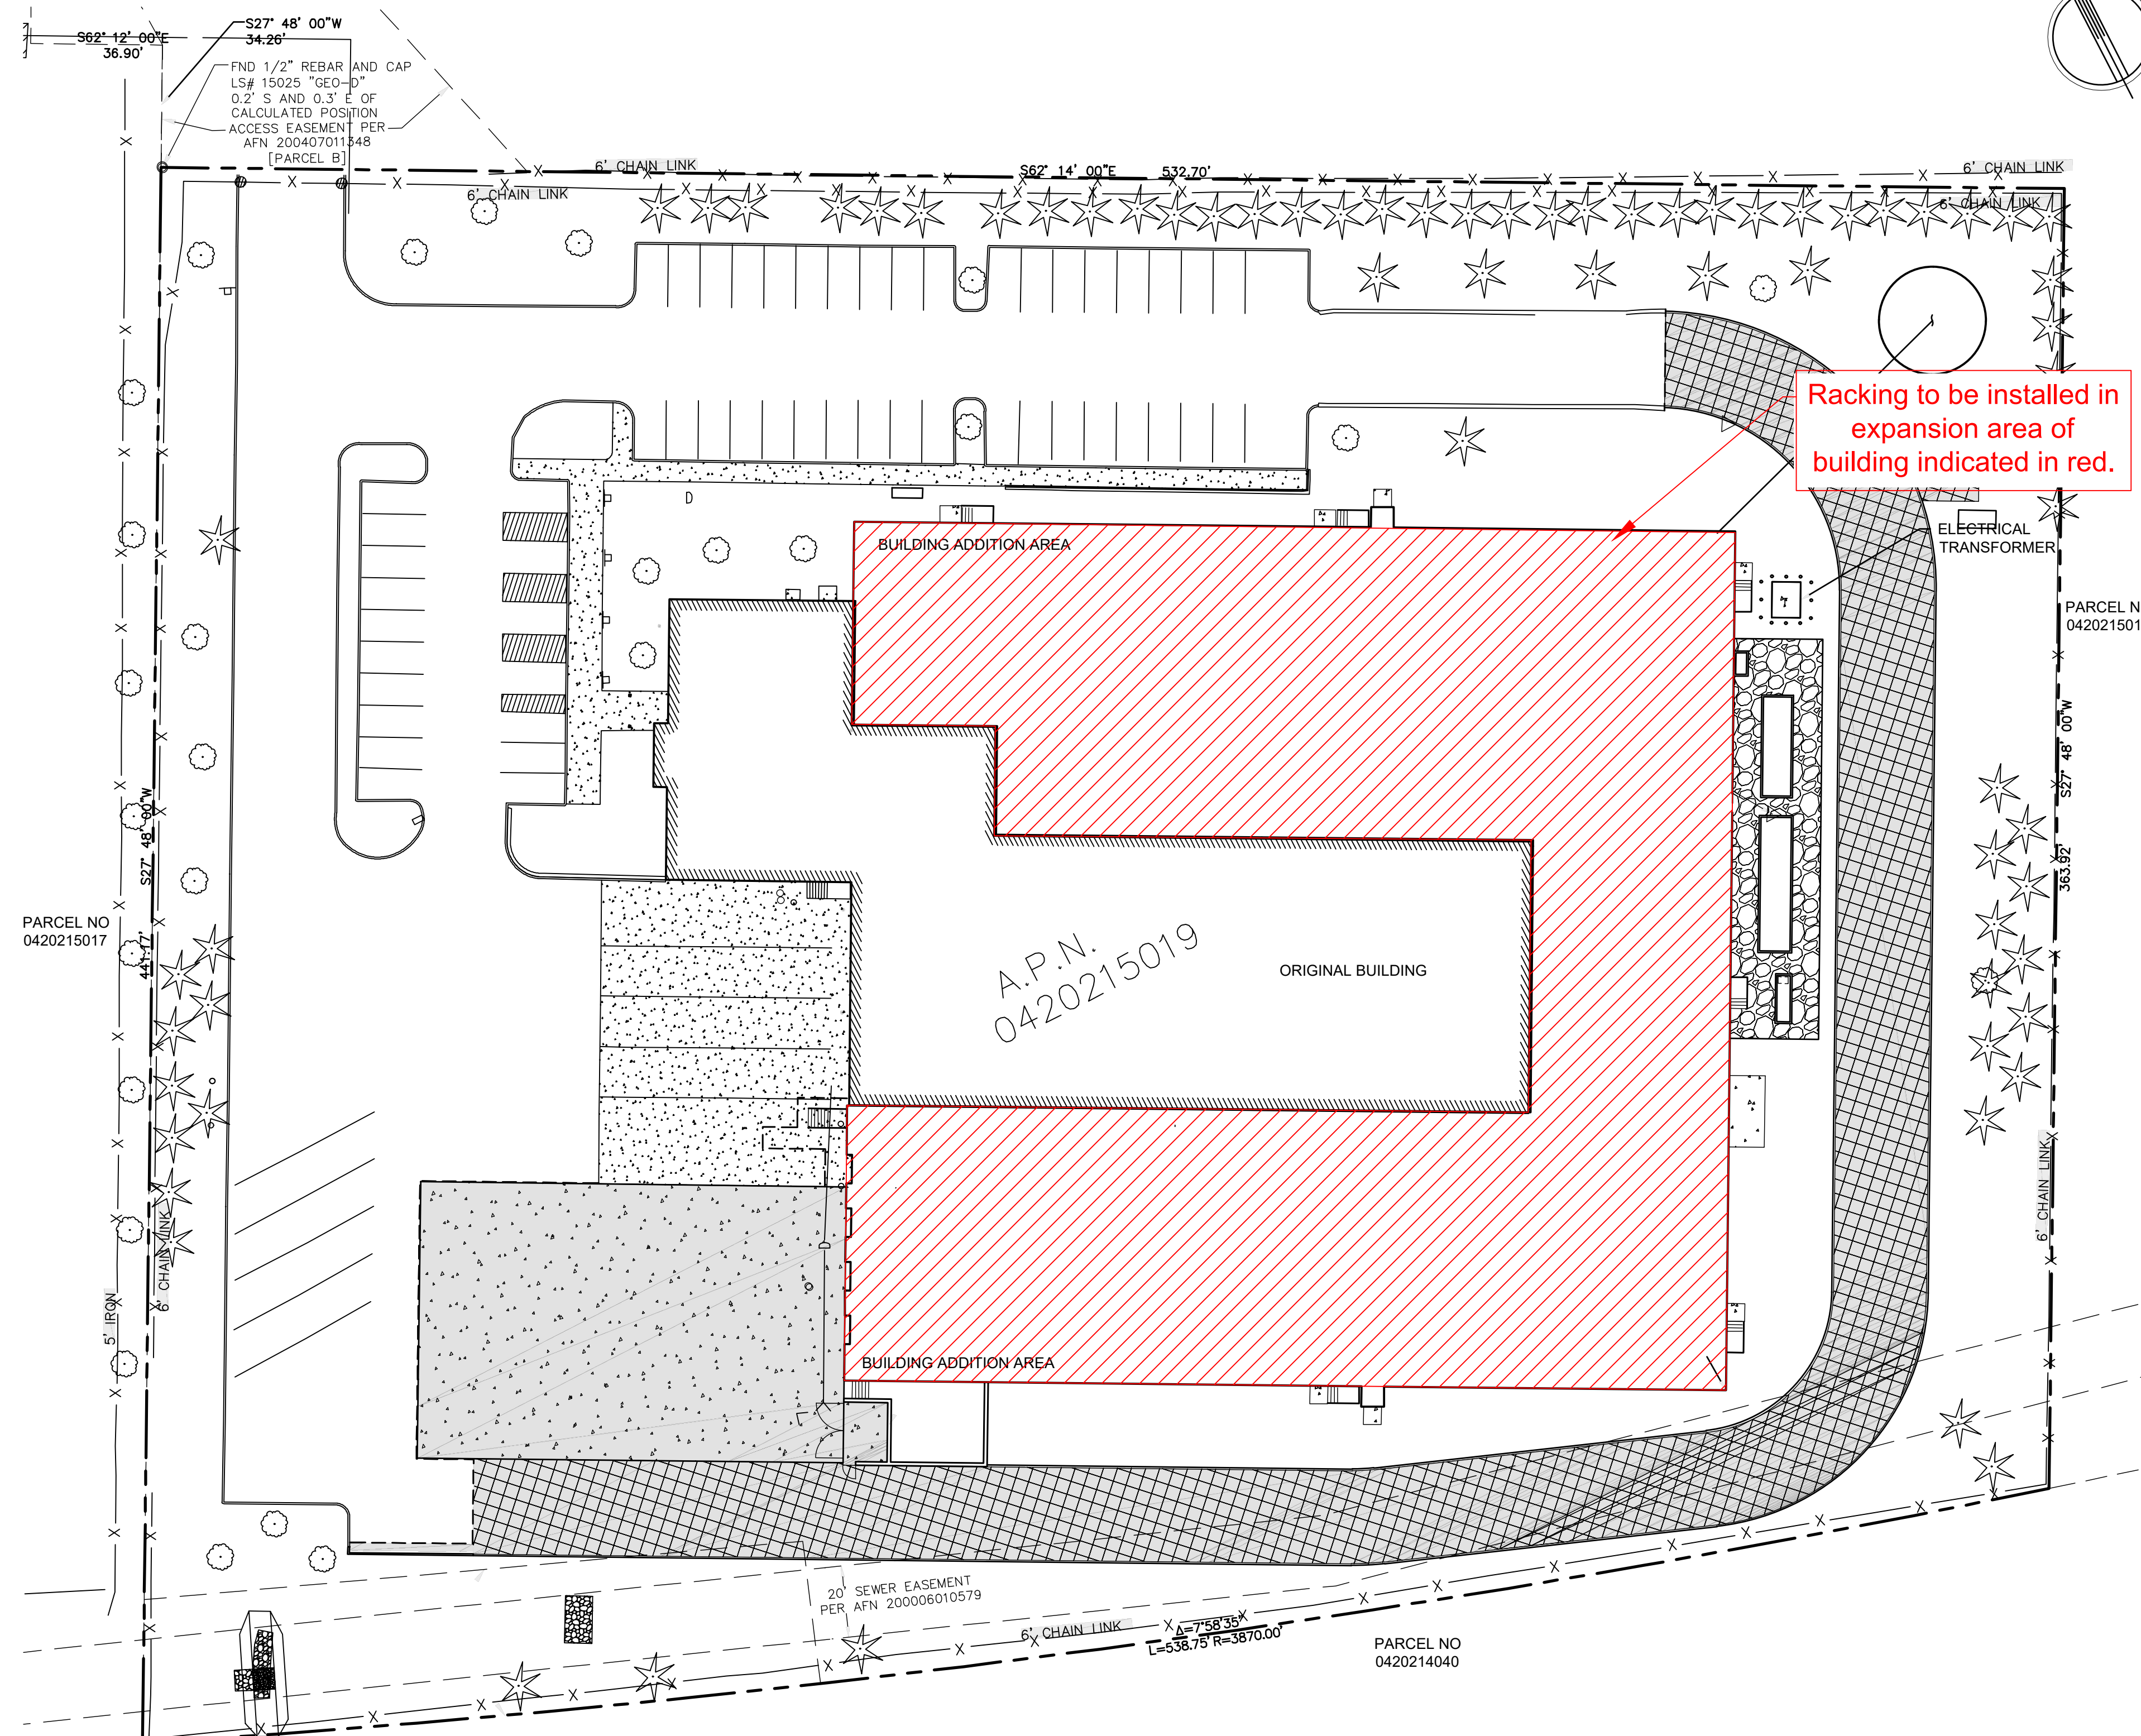 S27° 48' 00"W
34.26'
S62° 12' 00"E
36.90'
FND 1/2" REBAR AND CAP
LS# 15025 "GEO-D"
0.2' S AND 0.3' E OF
CALCULATED POSITION
ACCESS EASEMENT PER
AFN 200407011348
[PARCEL B]
6' CHAIN LINK
6' CHAIN LINK
S62° 14' 00"E 532.70'
6' CHAIN LINK
6' CHAIN LINK
Racking to be installed in
expansion area of
building indicated in red.
D
BUILDING ADDITION AREA
ELECTRICAL
TRANSFORMER
PARCEL N
042021501
S27° 48' 00"W
363.92'
S27° 48' 00"W
441.17'
PARCEL NO
0420215017
A.P.N.
0420215019
ORIGINAL BUILDING
6' CHAIN LINK
6' CHAIN LINK
5' IRON
BUILDING ADDITION AREA
20' SEWER EASEMENT
PER AFN 200006010579
6' CHAIN LINK
Δ=7°58'35"
L=538.75' R=3870.00'
PARCEL NO
0420214040